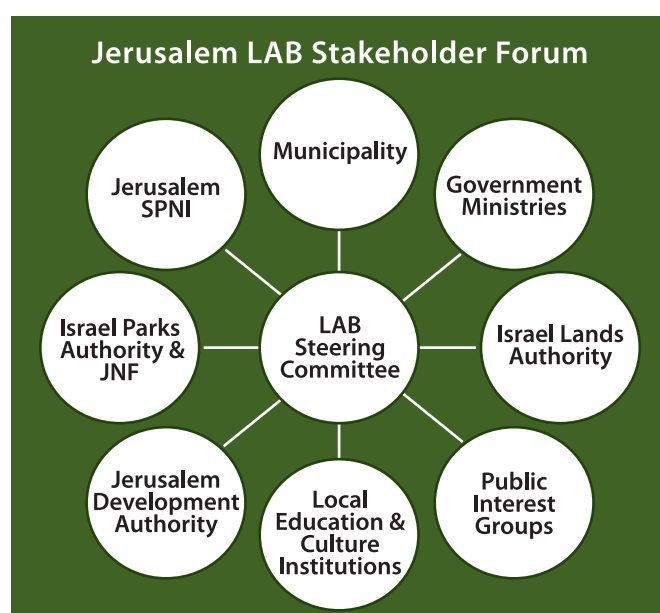 Jerusalem LAB Stakeholder Forum
Municipality
Government
Ministries
Israel Lands
Authority
Public
Interest
Groups
Local
Education &
Culture
Institutions
Jerusalem
Development
Authority
Israel Parks
Authority &
JNF
Jerusalem
SPNI
LAB
Steering
Committee